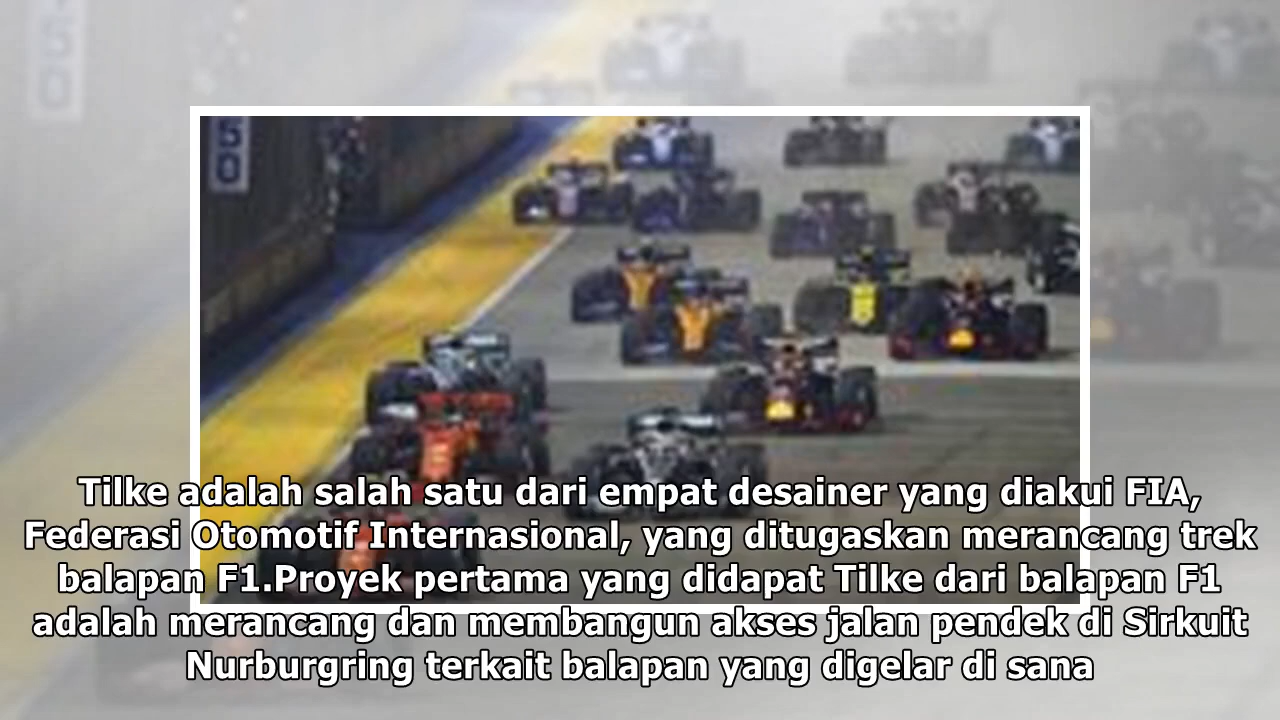 50
50
Tilke adalah salah satu dari empat desainer yang diakui FIA,
Federasi Otomotif Internasional, yang ditugaskan merancang trek
balapan F1.Proyek pertama yang didapat Tilke dari balapan F1
adalah merancang dan membangun akses jalan pendek di Sirkuit
Nurburgring terkait balapan yang digelar di sana